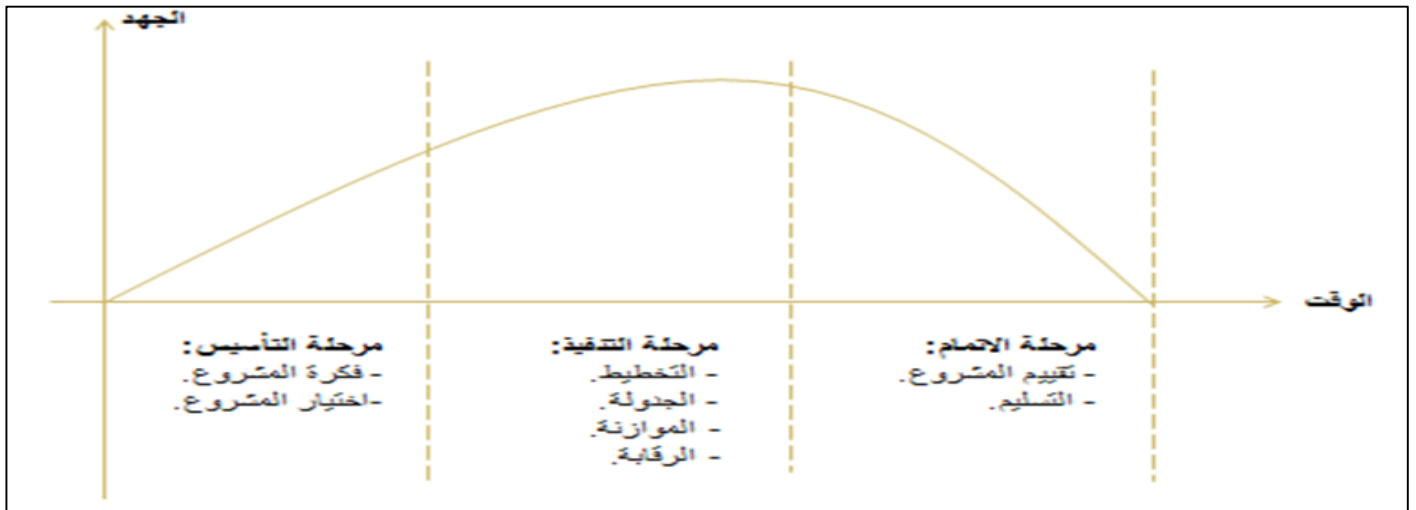 الجهد
الوقت
مرحلة التأسيس:
- فكرة المشروع.
-اختيار المشروع.
مرحلة التنفيذ:
- التخطيط.
- الجدولة.
- الموازنة.
- الرقابة.
مرحلة الاتمام:
- تقييم المشروع.
- التسليم.